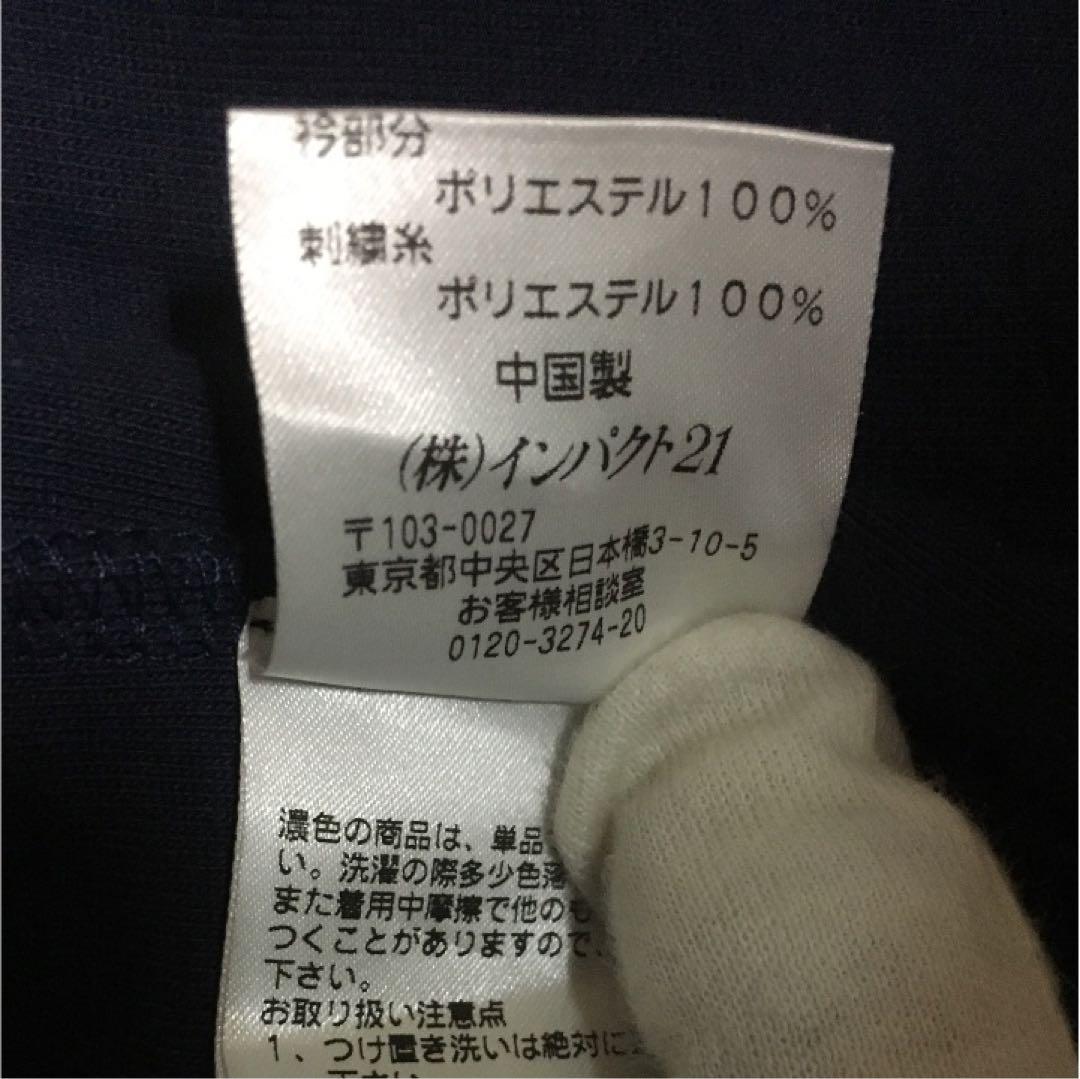 衿部分
ポリエステル100%
刺繍糸
ポリエステル100%
中国製
(株)インパクト21
〒103-0027
東京都中央区日本橋3-10-5
お客様相談室
0120-3274-20
濃色の商品は、単品
い。洗濯の際多少色落
また着用中摩擦で他のも
つくことがありますので、
下さい。
お取り扱い注意点
1、つけ置き洗いは絶対に
下さい